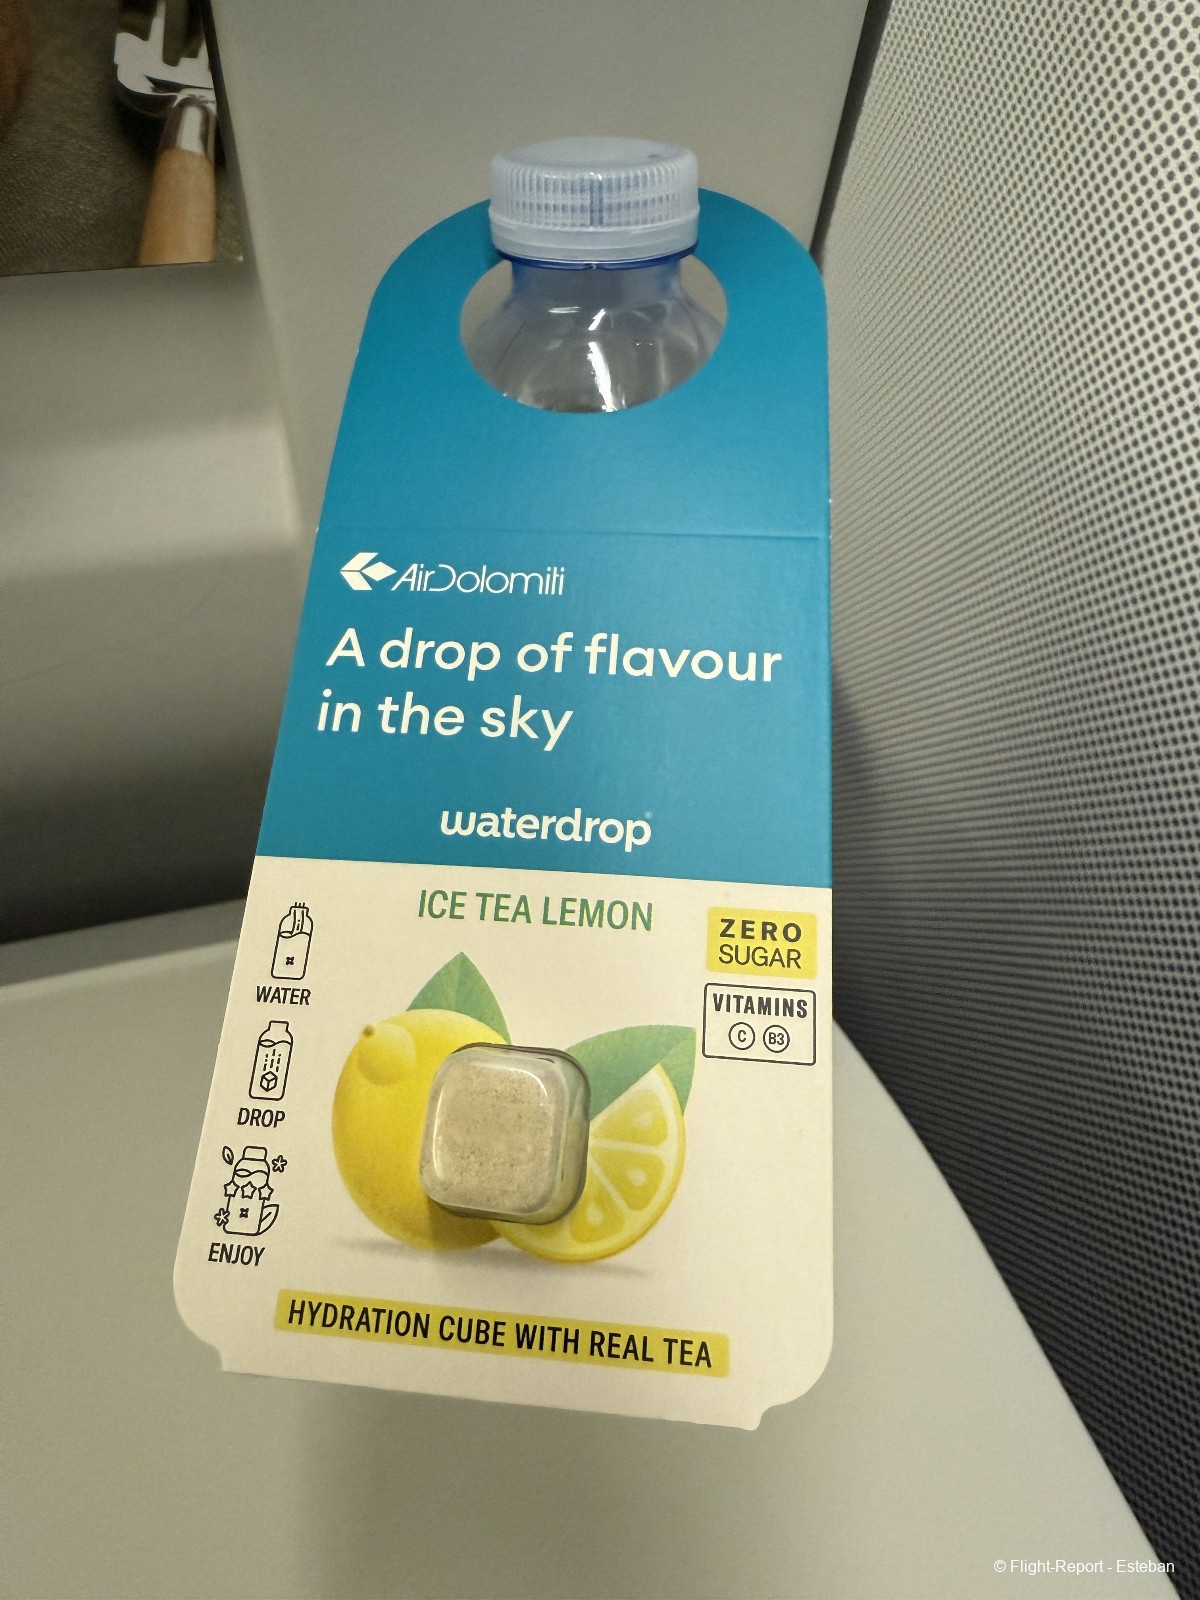 AirDolomiti
A drop of flavour
in the sky
waterdrop
ICE TEA LEMON
ZERO
SUGAR
VITAMINS
C B3
WATER
DROP
ENJOY
HYDRATION CUBE WITH REAL TEA
© Flight-Report - Esteban